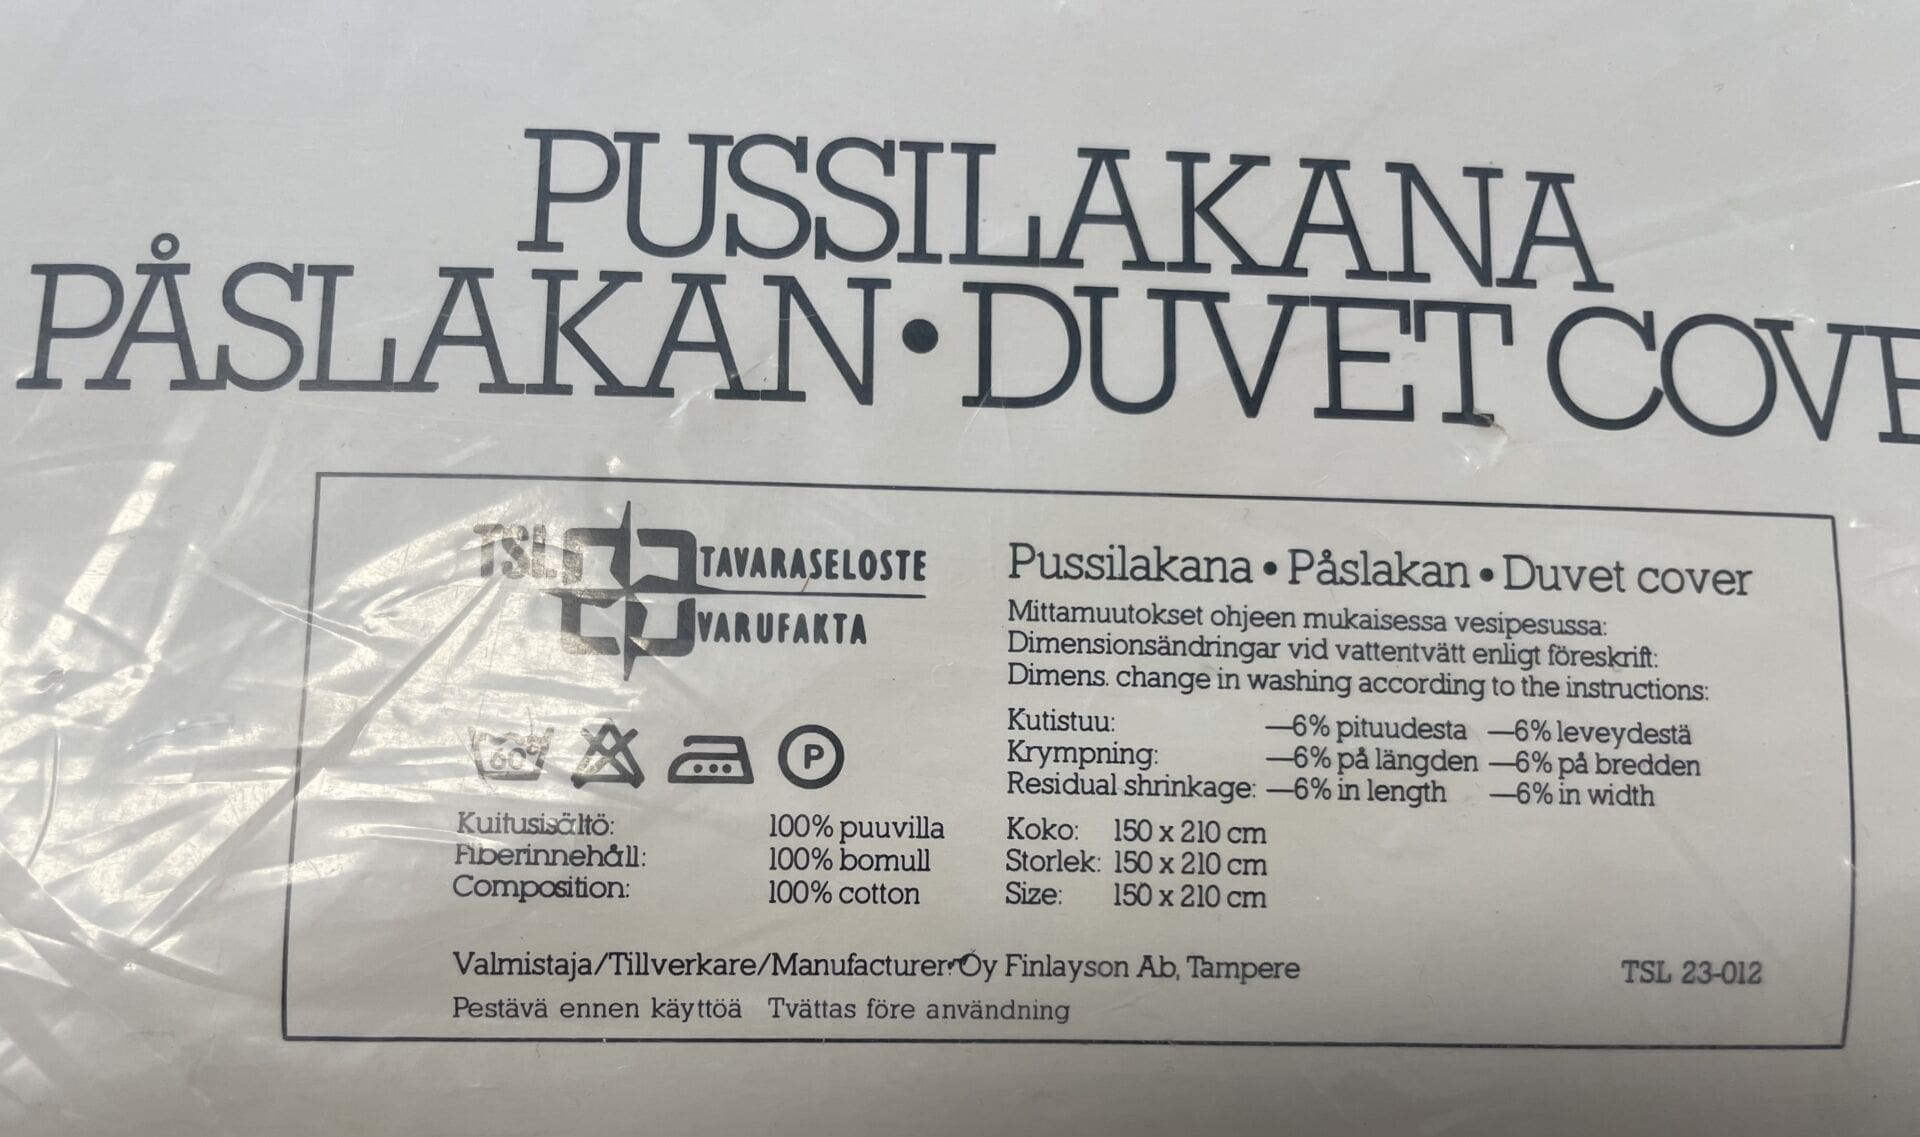 PUSSILAKANA
PÅSLAKAN • DUVET COVE
TSL TAVARASELOSTE
VARUFAKTA
60°
P
Kuitusisältö: 100% puuvilla
Fiberinnehåll: 100% bomull
Composition: 100% cotton
Pussilakana • Påslakan • Duvet cover
Mittamuutokset ohjeen mukaisessa vesipesussa:
Dimensionsändringar vid vattentvätt enligt föreskrift:
Dimens. change in washing according to the instructions:
Kutistuu: —6% pituudesta —6% leveydestä
Krympning: —6% på längden —6% på bredden
Residual shrinkage: —6% in length —6% in width
Koko: 150 x 210 cm
Storlek: 150 x 210 cm
Size: 150 x 210 cm
Valmistaja/Tillverkare/Manufacturer: Oy Finlayson Ab, Tampere
TSL 23-012
Pestävä ennen käyttöä Tvättas före användning